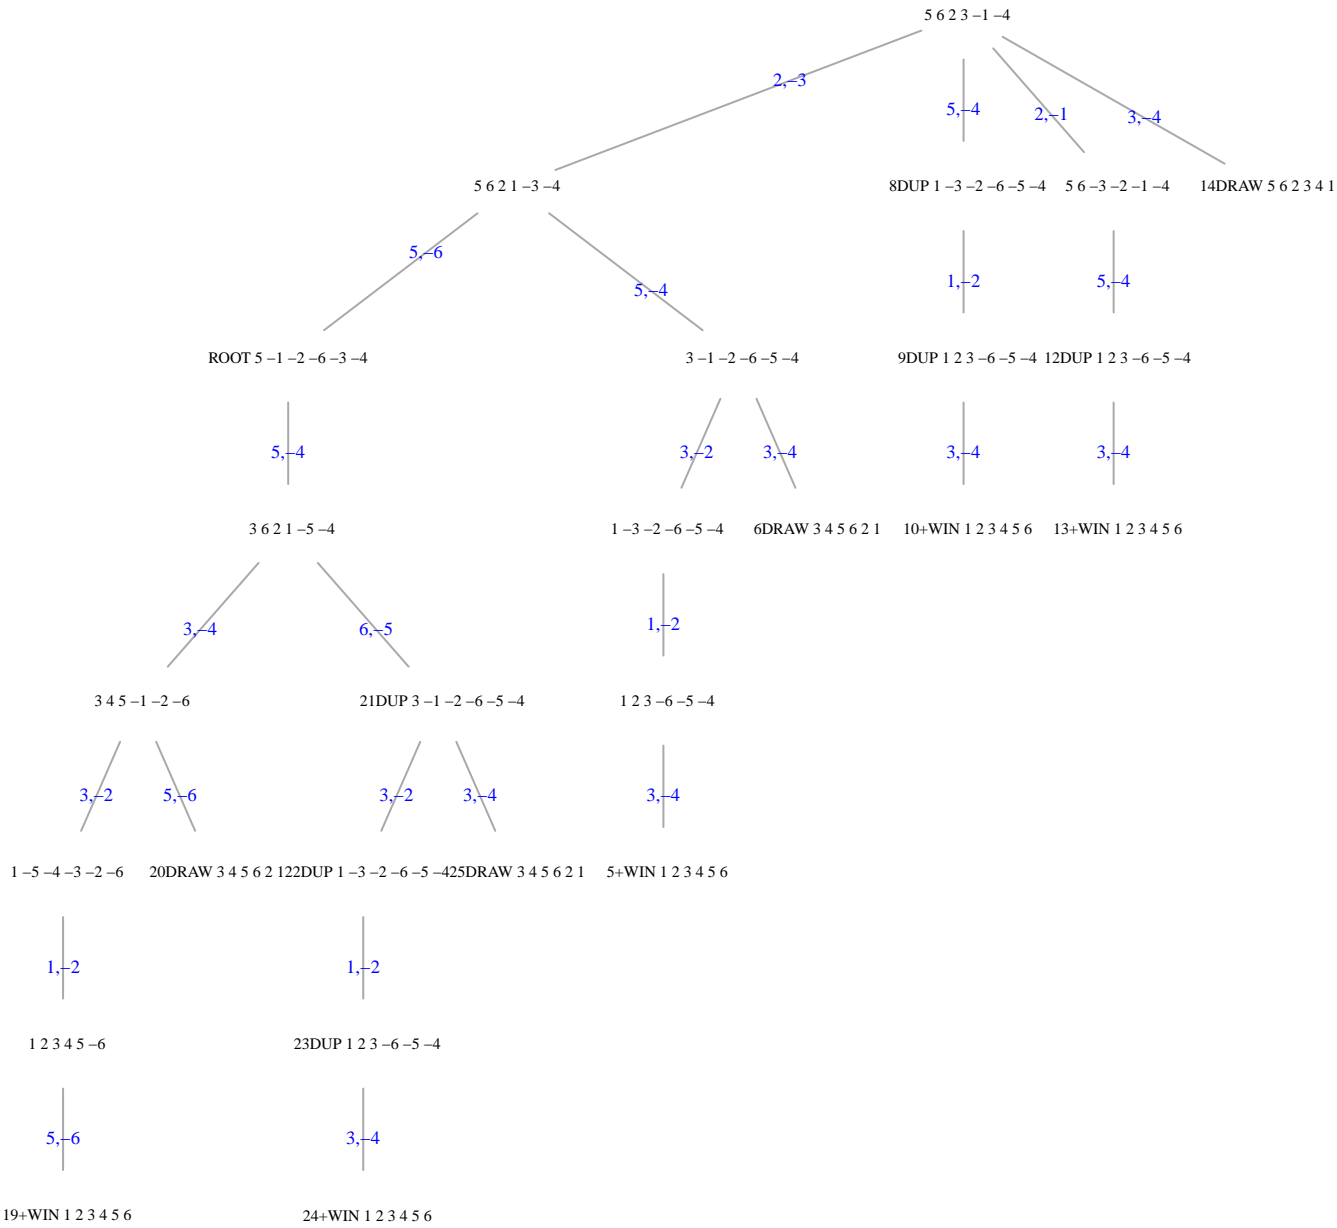 5 6 2 3 −1 −4
2,−3
5,−4
2,−1
3,−4
5 6 2 1 −3 −4
8DUP 1 −3 −2 −6 −5 −4
5 6 −3 −2 −1 −4
14DRAW 5 6 2 3 4 1
5,−6
5,−4
1,−2
5,−4
ROOT 5 −1 −2 −6 −3 −4
3 −1 −2 −6 −5 −4
9DUP 1 2 3 −6 −5 −4
12DUP 1 2 3 −6 −5 −4
5,−4
3,−2
3,−4
3,−4
3,−4
3 6 2 1 −5 −4
1 −3 −2 −6 −5 −4
6DRAW 3 4 5 6 2 1
10+WIN 1 2 3 4 5 6
13+WIN 1 2 3 4 5 6
3,−4
6,−5
1,−2
3 4 5 −1 −2 −6
21DUP 3 −1 −2 −6 −5 −4
1 2 3 −6 −5 −4
3,−2
5,−6
3,−2
3,−4
3,−4
1 −5 −4 −3 −2 −6
20DRAW 3 4 5 6 2 1
22DUP 1 −3 −2 −6 −5 −4
25DRAW 3 4 5 6 2 1
5+WIN 1 2 3 4 5 6
1,−2
1,−2
1 2 3 4 5 −6
23DUP 1 2 3 −6 −5 −4
5,−6
3,−4
19+WIN 1 2 3 4 5 6
24+WIN 1 2 3 4 5 6